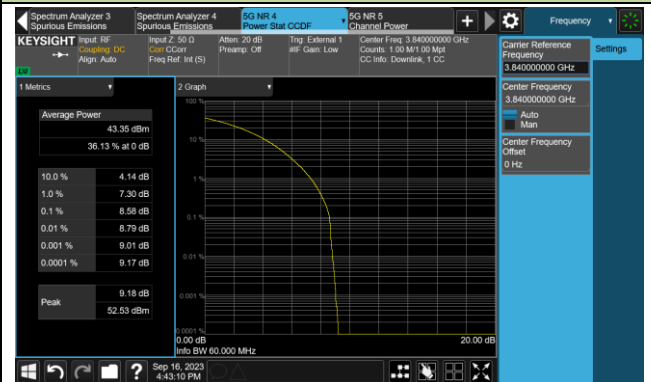 Spectrum Analyzer 3
Spurious Emissions
Spectrum Analyzer 4
Spurious Emissions
5G NR 4
Power Stat CCDF
5G NR 5
Channel Power
Frequency
KEYSIGHT
Input: RF
Coupling: DC
Align: Auto
Input Z: 50 Ω
Corr CCorr
Freq Ref: Int (S)
Atten: 20 dB
Preamp: Off
Trig: External 1
#IF Gain: Low
Center Freq: 3.840000000 GHz
Counts: 1.00 M/1.00 Mpt
CC Info: Downlink, 1 CC
LXI
1 Metrics
Average Power
43.35 dBm
36.13 % at 0 dB
10.0 % 4.14 dB
1.0 % 7.30 dB
0.1 % 8.58 dB
0.01 % 8.79 dB
0.001 % 9.01 dB
0.0001 % 9.17 dB
Peak
9.18 dB
52.53 dBm
2 Graph
100 %
10 %
1 %
0.1 %
0.01 %
0.001 %
0.0001 %
0.00 dB
20.00 dB
Info BW 60.000 MHz
Carrier Reference
Frequency
3.840000000 GHz
Center Frequency
3.840000000 GHz
Auto
Man
Center Frequency
Offset
0 Hz
Settings
Sep 16, 2023
4:43:10 PM